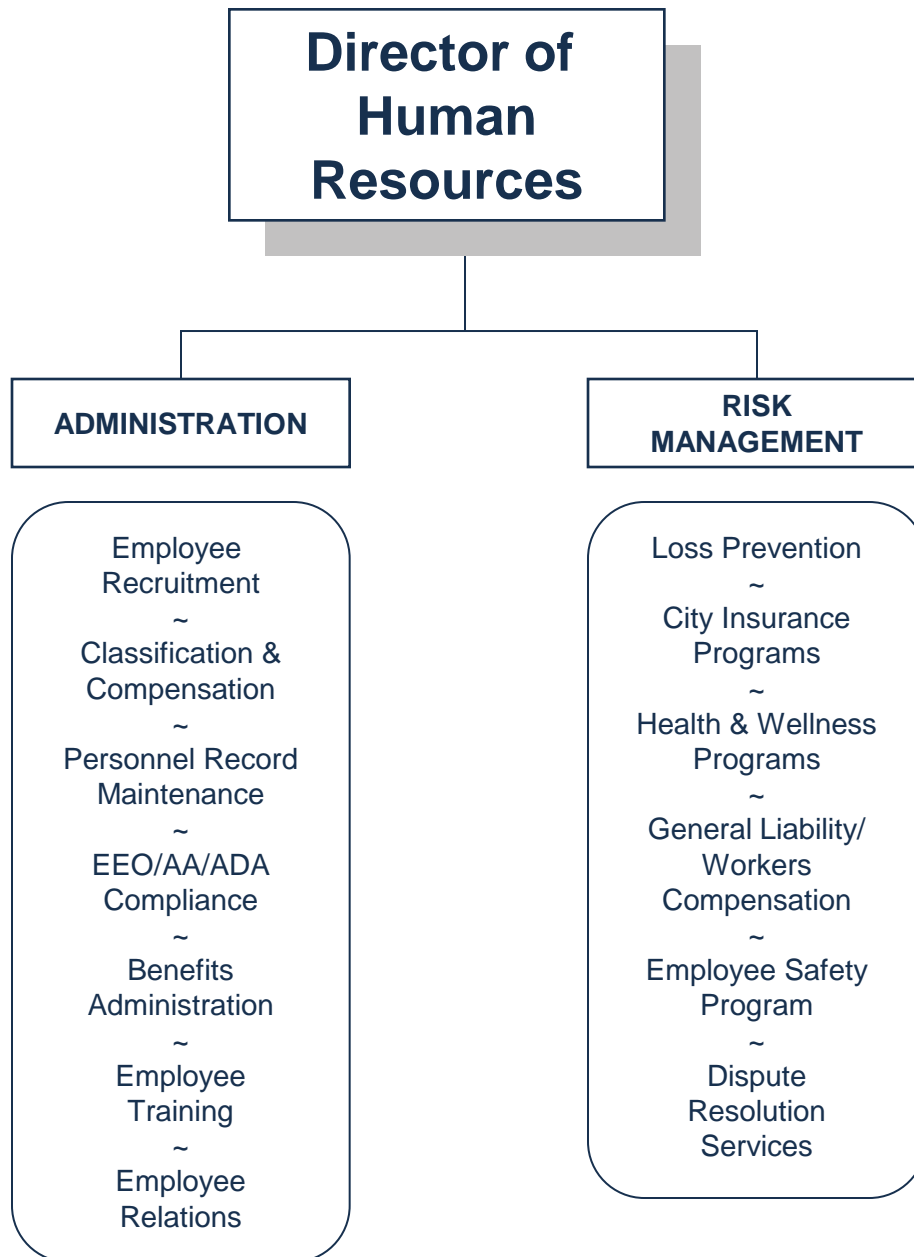 Director of
Human
Resources
ADMINISTRATION
RISK
MANAGEMENT
Employee
Recruitment
~
Classification &
Compensation
~
Personnel Record
Maintenance
~
EEO/AA/ADA
Compliance
~
Benefits
Administration
~
Employee
Training
~
Employee
Relations
Loss Prevention
~
City Insurance
Programs
~
Health & Wellness
Programs
~
General Liability/
Workers
Compensation
~
Employee Safety
Program
~
Dispute
Resolution
Services